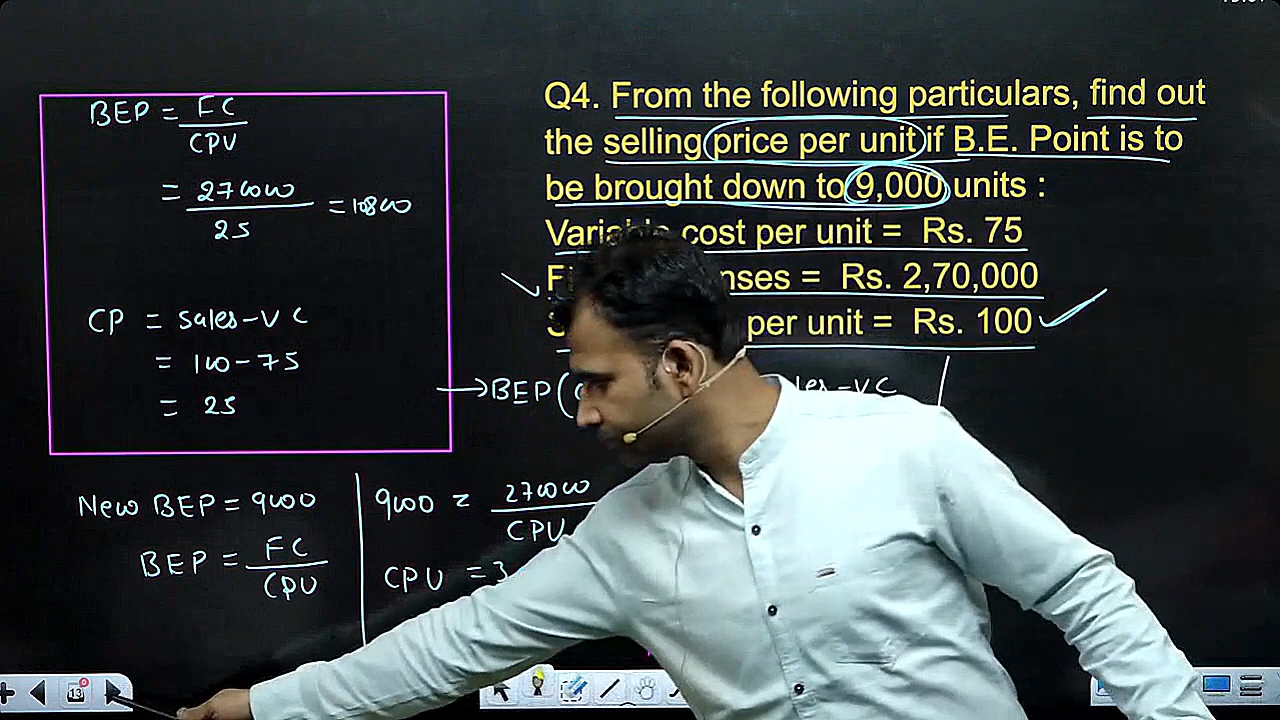 BEP = FC
CPU
= 270000
25
= 10800
CP = Sales-VC
= 100-75
= 25
Q4. From the following particulars, find out
the selling price per unit if B.E. Point is to
be brought down to 9,000 units :
cost per unit = Rs. 75
= Rs. 2,70,000
per unit = Rs. 100
→BEP(
-VC
New BEP = 9000
BEP = FC
CPU
9000 = 270000
CPU
CPU = 3
13